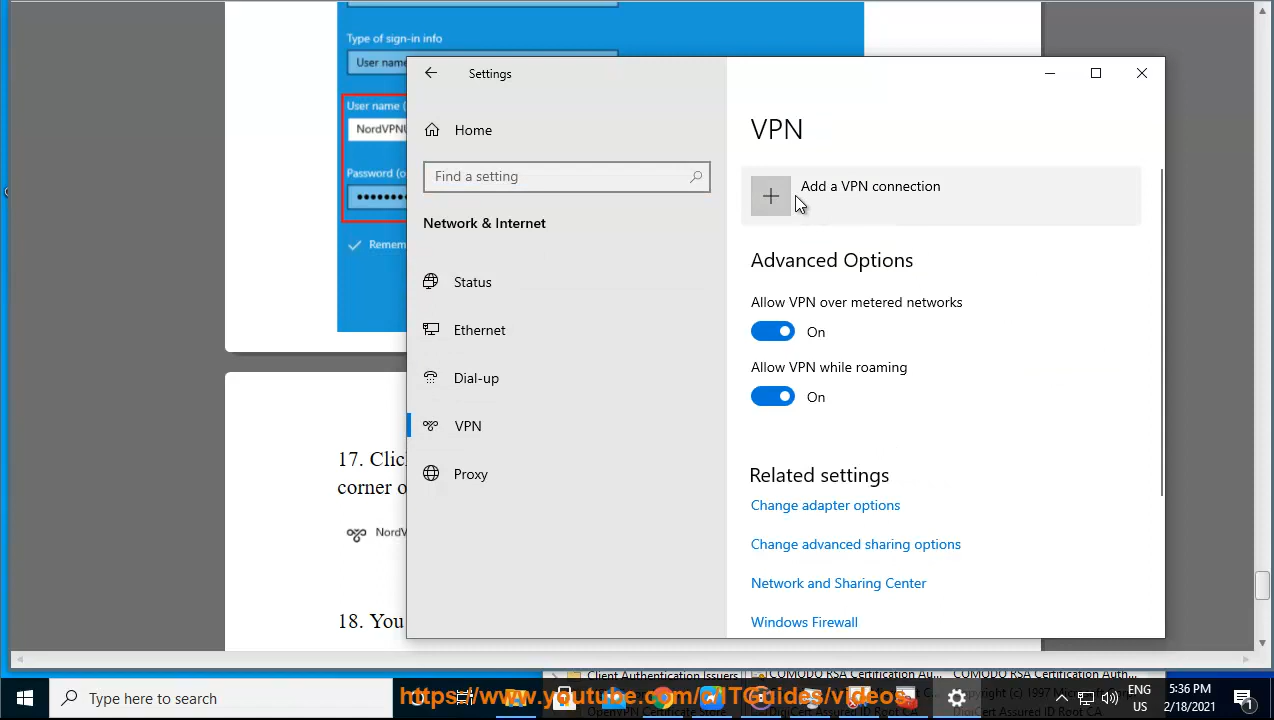 Type of sign-in info
User name
User name (
NordVPNU
Password (o
Remem
17. Clic
corner o
NordV
18. You
Settings
Home
Find a setting
Network & Internet
Status
Ethernet
Dial-up
VPN
Proxy
VPN
Add a VPN connection
Advanced Options
Allow VPN over metered networks
On
Allow VPN while roaming
On
Related settings
Change adapter options
Change advanced sharing options
Network and Sharing Center
Windows Firewall
Client Authentication Issuers
COMODO RSA Certification Au...
COMODO RSA Certification Auth...
OpenVPN Certificate Store
DigiCert Assured ID Root CA
Copyright (c) 1997 Microsoft Corp.
DigiCert Assured ID Root CA
Type here to search
https://www.youtube.com/c/ITGuides/videos
ENG
US
5:36 PM
2/18/2021
1